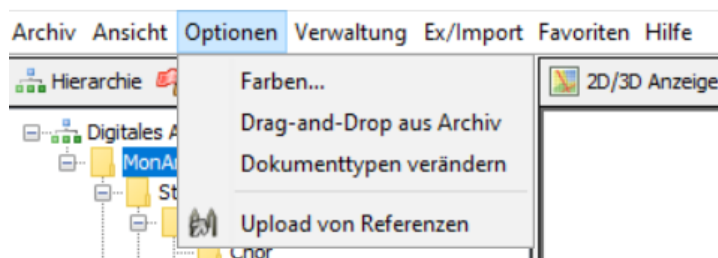 Archiv Ansicht Optionen Verwaltung Ex/Import Favoriten Hilfe
Hierarchie
Farben...
2D/3D Anzeige
Digitales A
Drag-and-Drop aus Archiv
MonAr
Dokumenttypen verändern
St
Upload von Referenzen
Chor